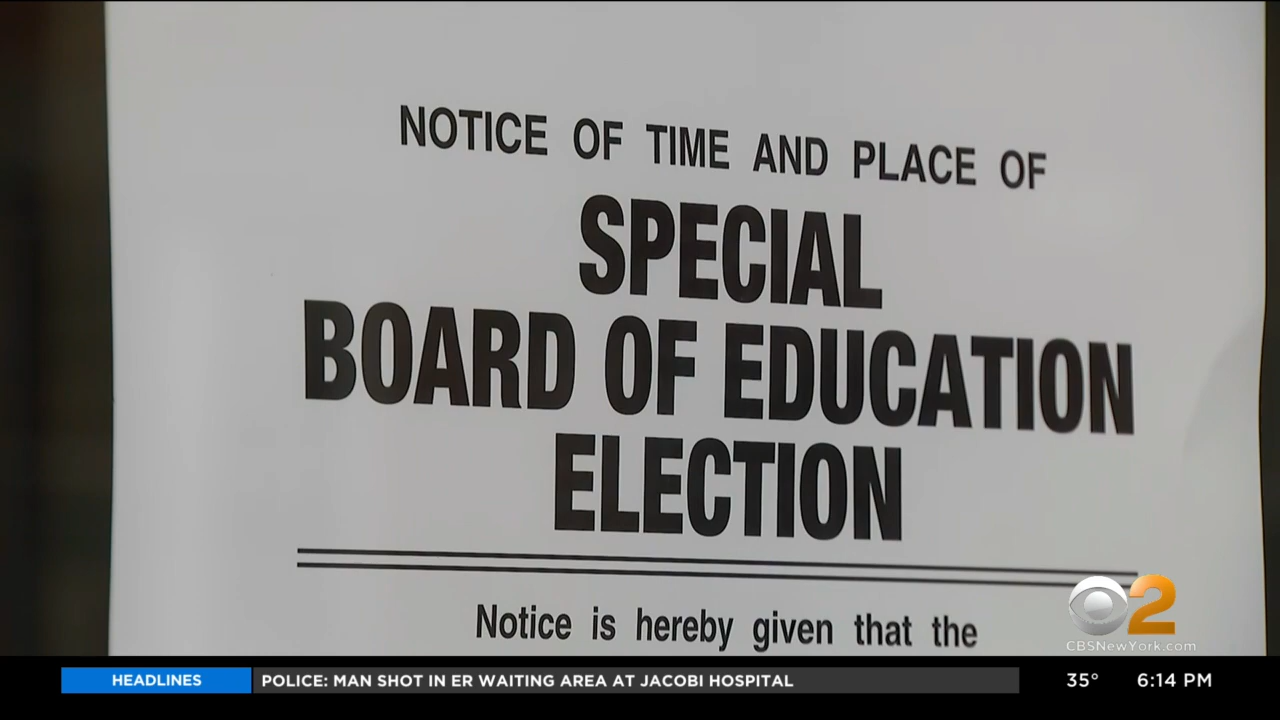 NOTICE OF TIME AND PLACE OF
SPECIAL
BOARD OF EDUCATION
ELECTION
Notice is hereby given that the
2
CBSNewYork.com
HEADLINES POLICE: MAN SHOT IN ER WAITING AREA AT JACOBI HOSPITAL 35° 6:14 PM